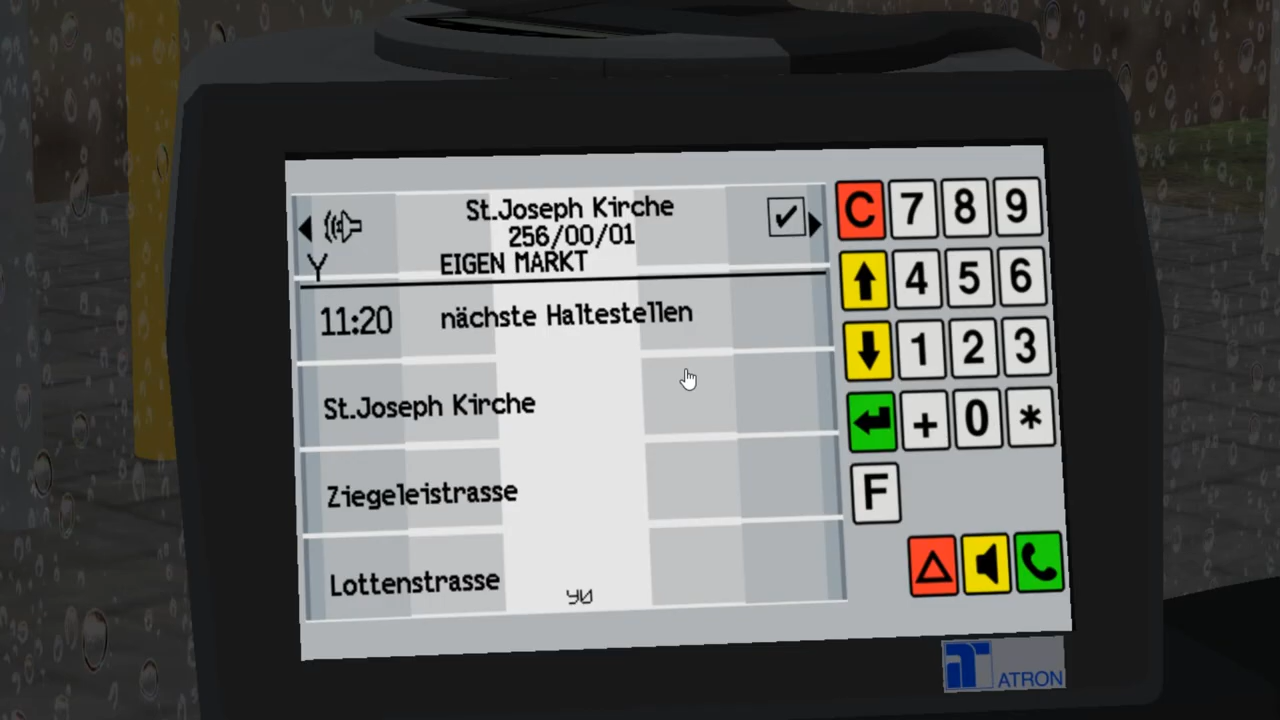 St.Joseph Kirche
256/00/01
EIGEN MARKT
11:20 nächste Haltestellen
St.Joseph Kirche
Ziegeleistrasse
Lottenstrasse
C 7 8 9
4 5 6
1 2 3
+ 0 *
F
ATRON